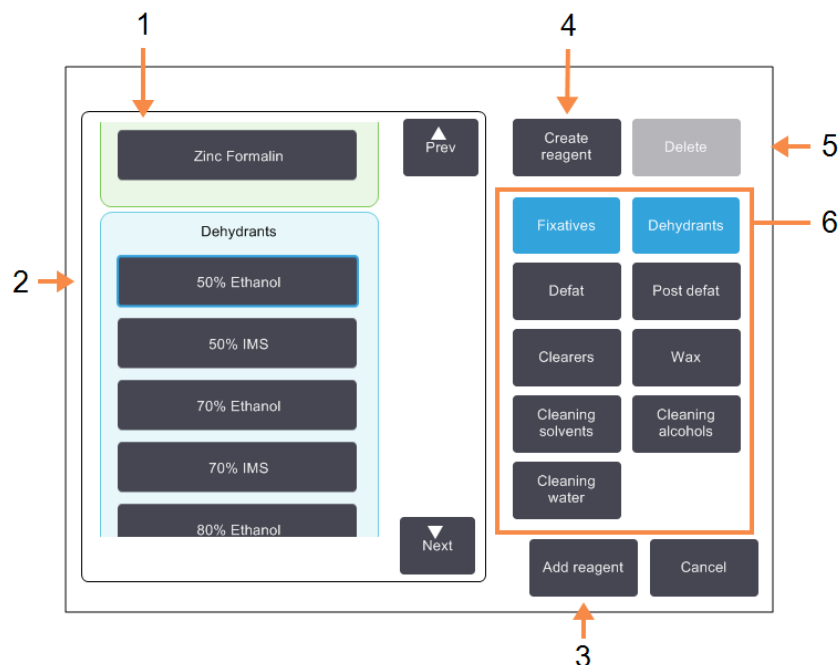 1
4
Zinc Formalin
Prev
Create
reagent
Delete
5
Dehydrants
Fixatives
Dehydrants
6
2
50% Ethanol
Defat
Post defat
50% IMS
Clearers
Wax
70% Ethanol
Cleaning
solvents
Cleaning
alcohols
70% IMS
Cleaning
water
80% Ethanol
Next
Add reagent
Cancel
3